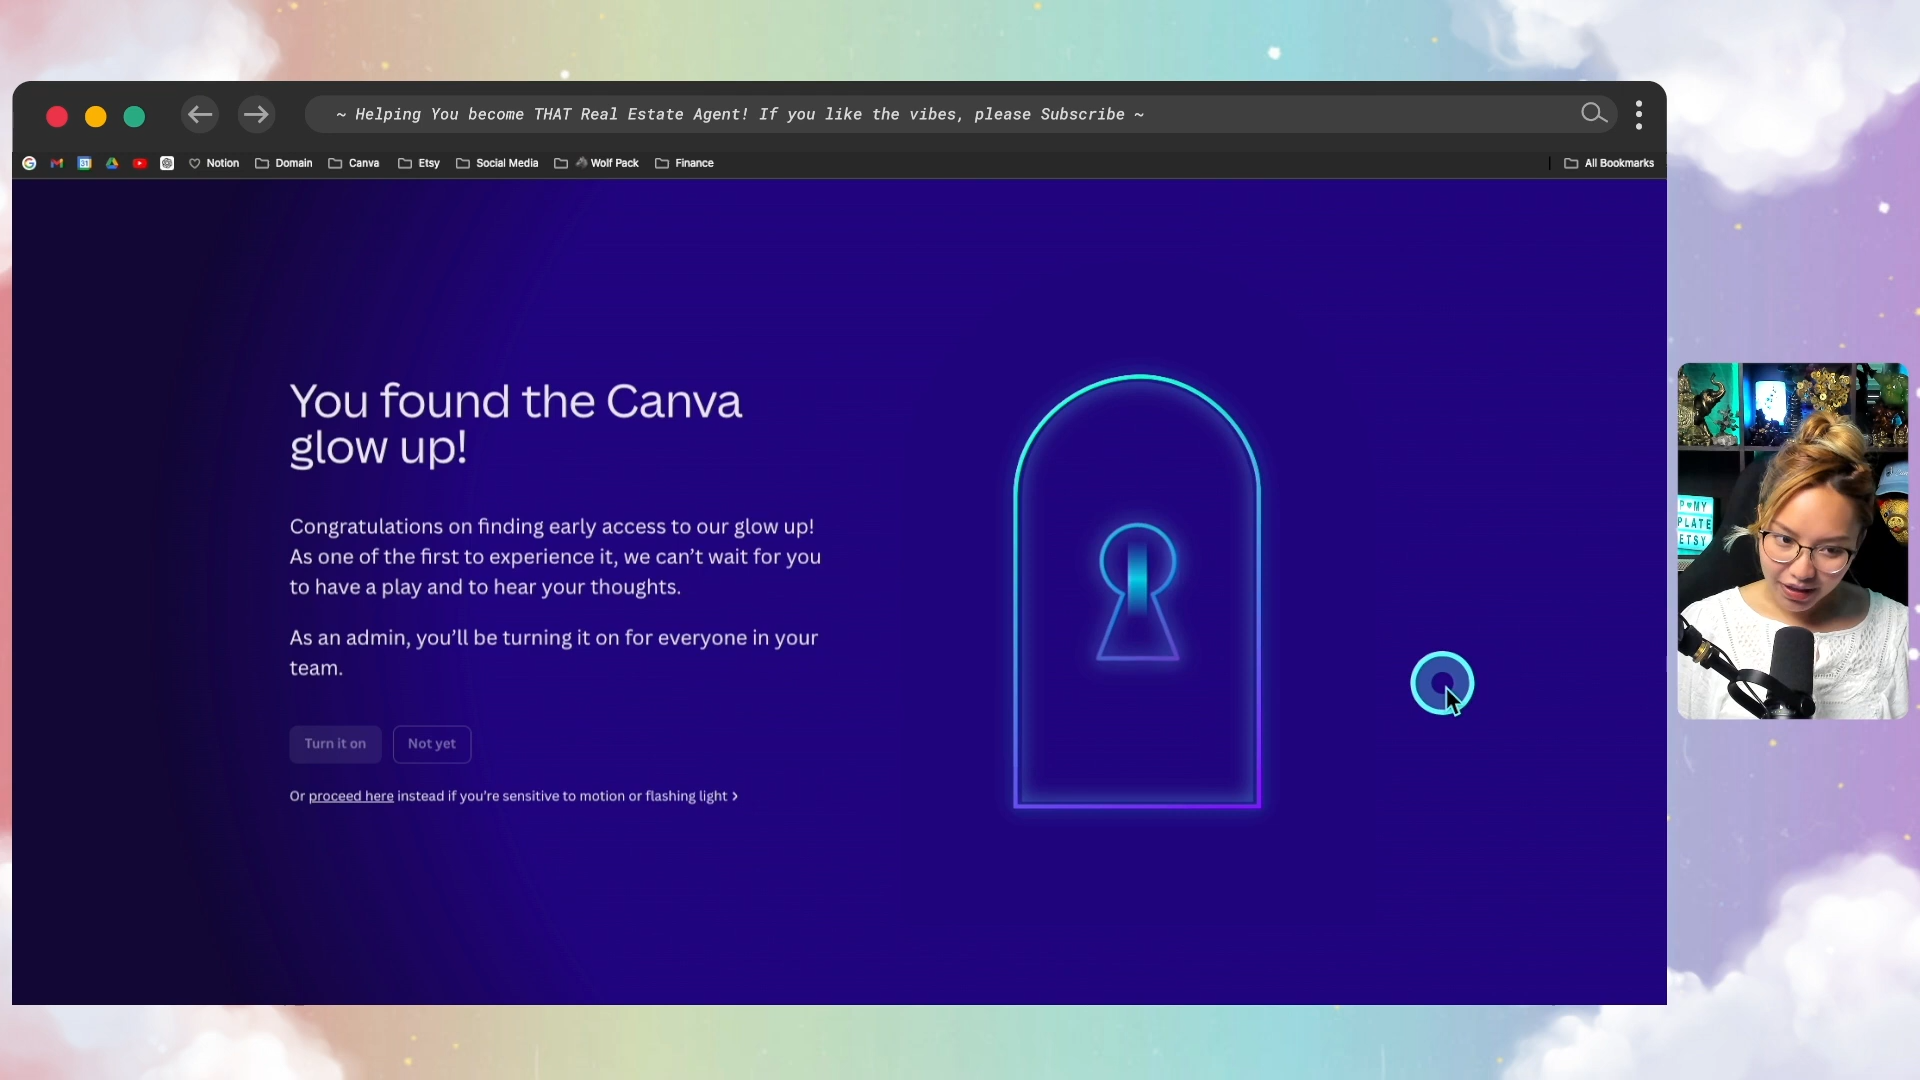 ~ Helping You become THAT Real Estate Agent! If you like the vibes, please Subscribe ~
Notion Domain Canva Etsy Social Media Wolf Pack Finance All Bookmarks
You found the Canva
glow up!
Congratulations on finding early access to our glow up!
As one of the first to experience it, we can’t wait for you
to have a play and to hear your thoughts.
As an admin, you’ll be turning it on for everyone in your
team.
Turn it on Not yet
Or proceed here instead if you’re sensitive to motion or flashing light ›
MY
PLATE
ETSY